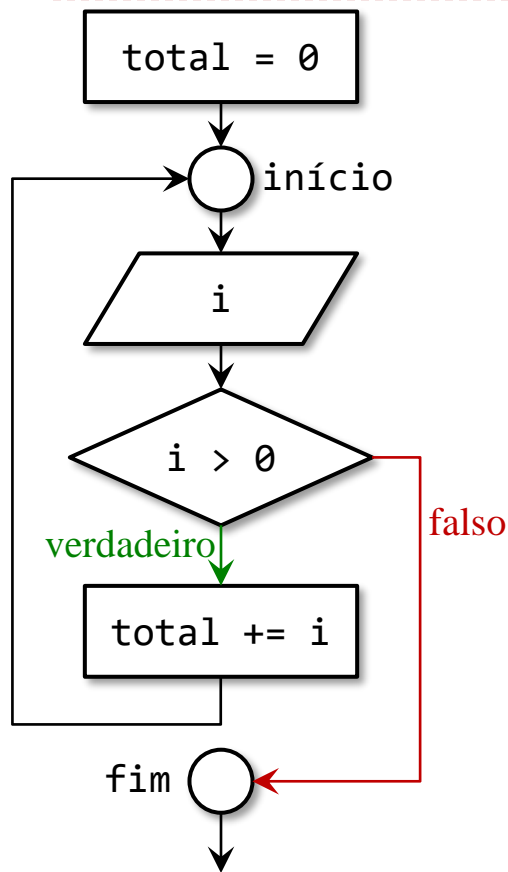 total = 0
início
i
i > 0
falso
verdadeiro
total += i
fim